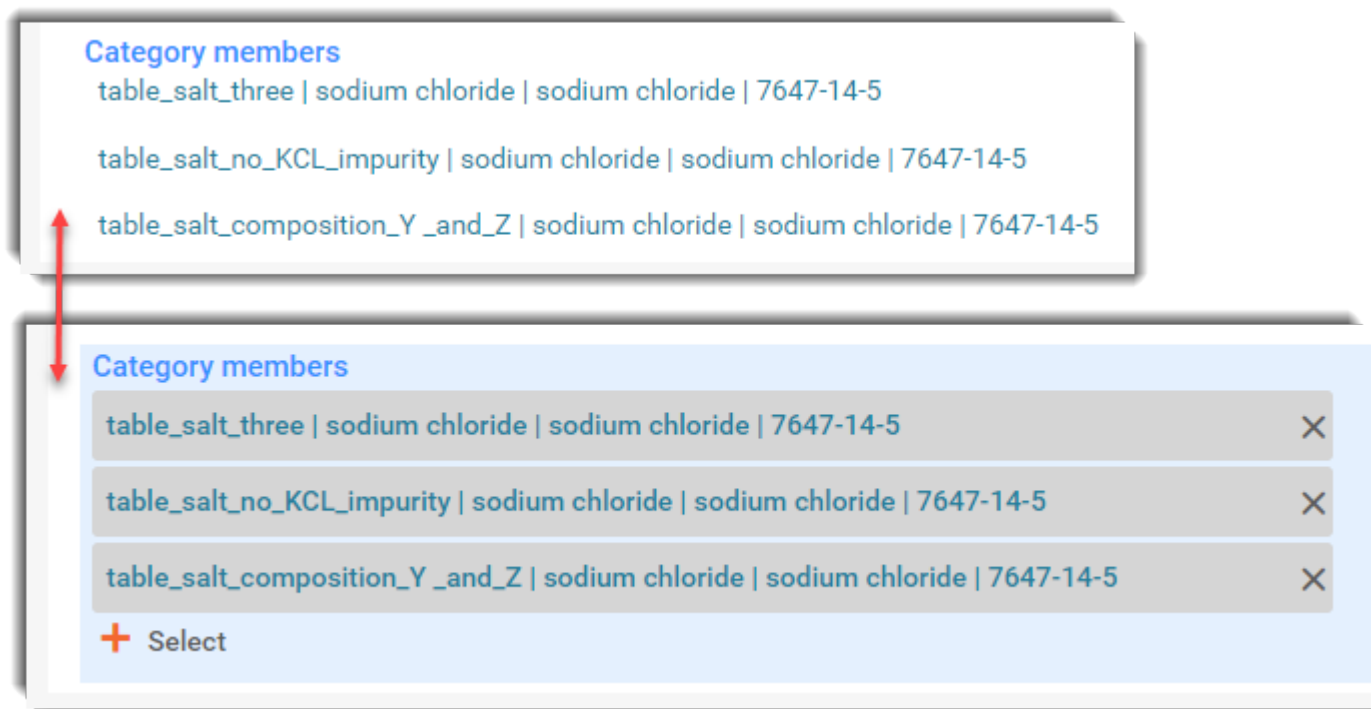 Category members
table_salt_three | sodium chloride | sodium chloride | 7647-14-5
table_salt_no_KCL_impurity | sodium chloride | sodium chloride | 7647-14-5
table_salt_composition_Y _and_Z | sodium chloride | sodium chloride | 7647-14-5
Category members
table_salt_three | sodium chloride | sodium chloride | 7647-14-5
table_salt_no_KCL_impurity | sodium chloride | sodium chloride | 7647-14-5
table_salt_composition_Y _and_Z | sodium chloride | sodium chloride | 7647-14-5
Select